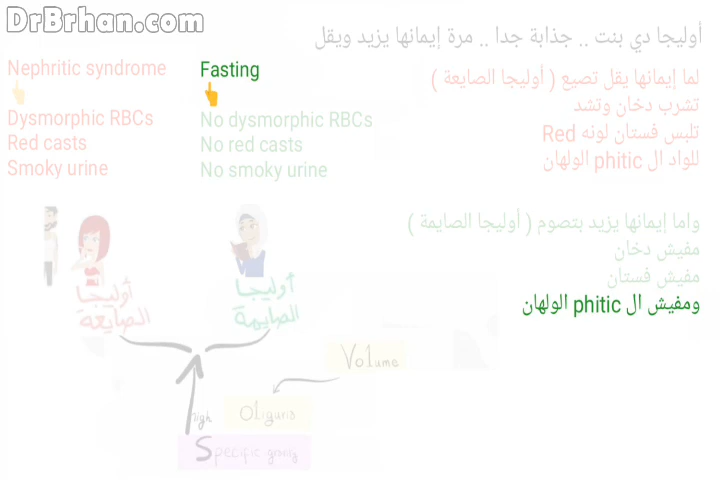 DrBrhan.com
أوليجا دي بنت .. جذابة جدا .. مرة إيمانها يزيد ويقل
Nephritic syndrome
Dysmorphic RBCs
Red casts
Smoky urine
Fasting
No dysmorphic RBCs
No red casts
No smoky urine
لما إيمانها يقل تصيع ( أوليجا الصايعة )
تشرب دخان وتشد
تلبس فستان لونه Red
للواد ال phitic الولهان
واما إيمانها يزيد بتصوم ( أوليجا الصايمة )
مفيش دخان
مفيش فستان
ومفيش ال phitic الولهان
أوليجا
الصايعة
أوليجا
الصايمة
Volume
Oliguria
high
Specific gravity